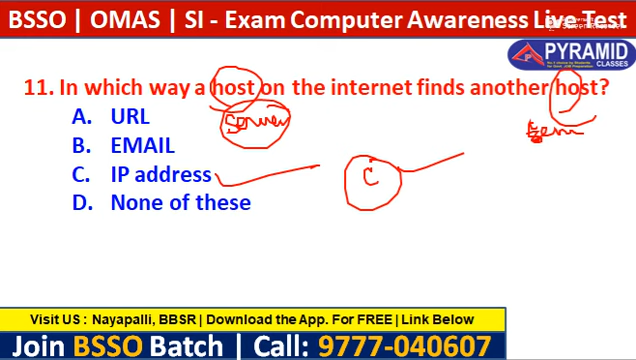 BSSO | OMAS | SI - Exam Computer Awareness Live Test
PYRAMID
CLASSES
11. In which way a host on the internet finds another host?
Server
A. URL
B. EMAIL
C. IP address
C
D. None of these
Visit US : Nayapalli, BBSR | Download the App. For FREE | Link Below
Join BSSO Batch | Call: 9777-040607